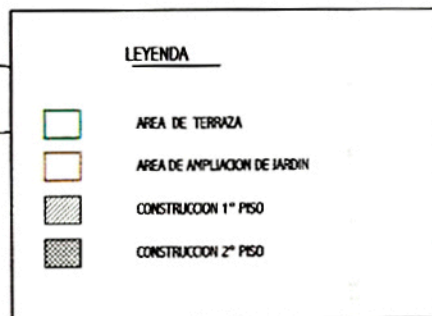 LEYENDA
AREA DE TERRAZA
AREA DE AMPLIACION DE JARDIN
CONSTRUCCION 1° PISO
CONSTRUCCION 2° PISO